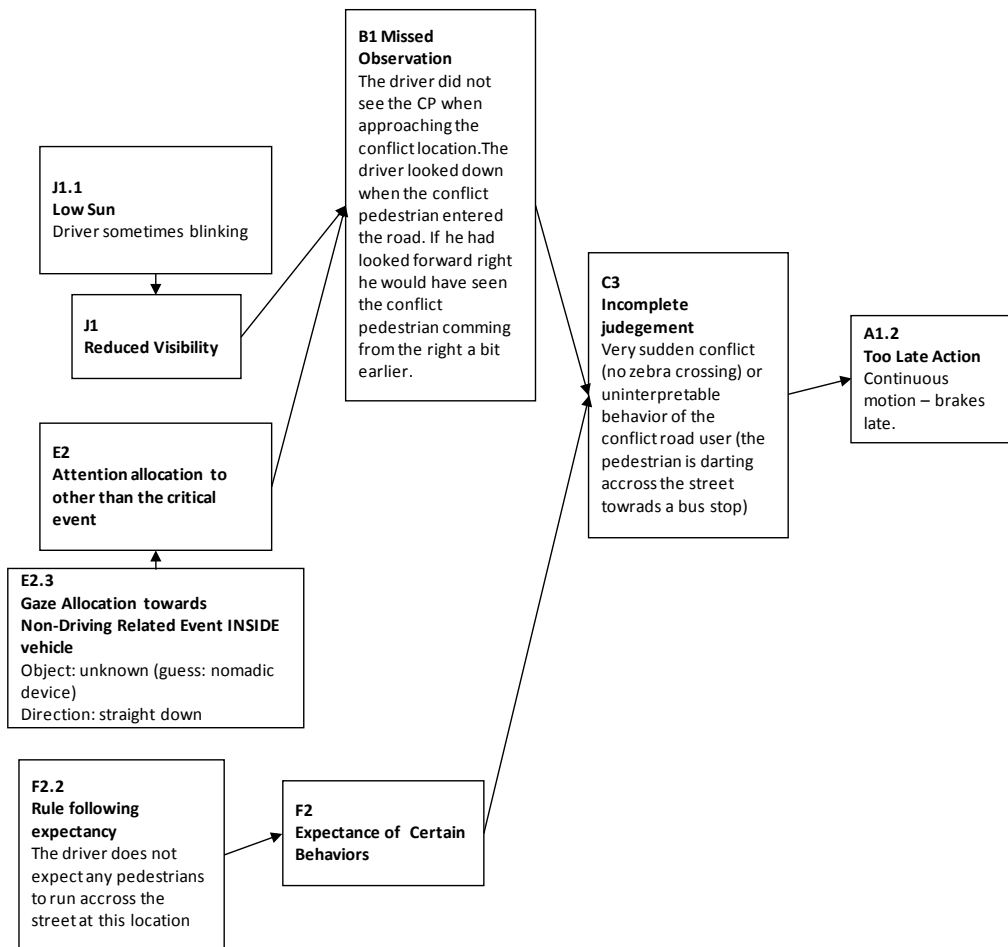 B1 Missed
Observation
The driver did not
see the CP when
approaching the
conflict location.The
driver looked down
when the conflict
pedestrian entered
the road. If he had
looked forward right
he would have seen
the conflict
pedestrian comming
from the right a bit
earlier.
J1.1
Low Sun
Driver sometimes blinking
J1
Reduced Visibility
C3
Incomplete
judegement
Very sudden conflict
(no zebra crossing) or
uninterpretable
behavior of the
conflict road user (the
pedestrian is darting
accross the street
towrads a bus stop)
A1.2
Too Late Action
Continuous
motion – brakes
late.
E2
Attention allocation to
other than the critical
event
E2.3
Gaze Allocation towards
Non-Driving Related Event INSIDE
vehicle
Object: unknown (guess: nomadic
device)
Direction: straight down
F2.2
Rule following
expectancy
The driver does not
expect any pedestrians
to run accross the
street at this location
F2
Expectance of Certain
Behaviors